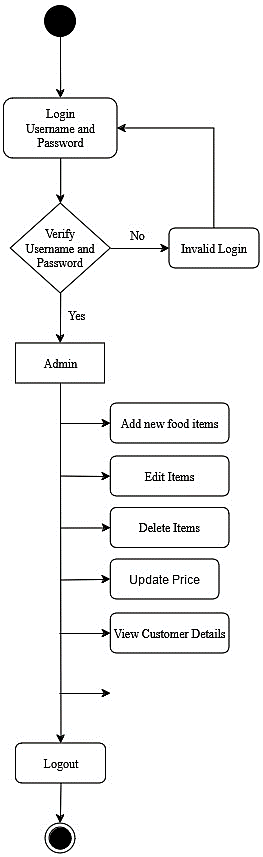 Login
Username and
Password
Verify
Username and
Password
No
Invalid Login
Yes
Admin
Add new food items
Edit Items
Delete Items
Update Price
View Customer Details
Logout